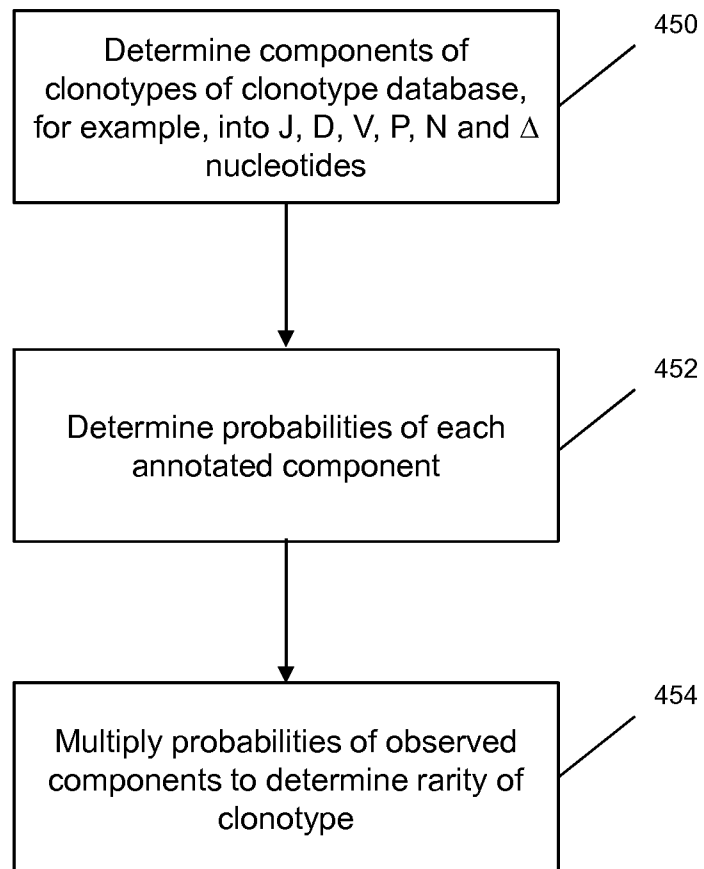 Determine components of
clonotypes of clonotype database,
for example, into J, D, V, P, N and Δ
nucleotides
450
Determine probabilities of each
annotated component
452
Multiply probabilities of observed
components to determine rarity of
clonotype
454